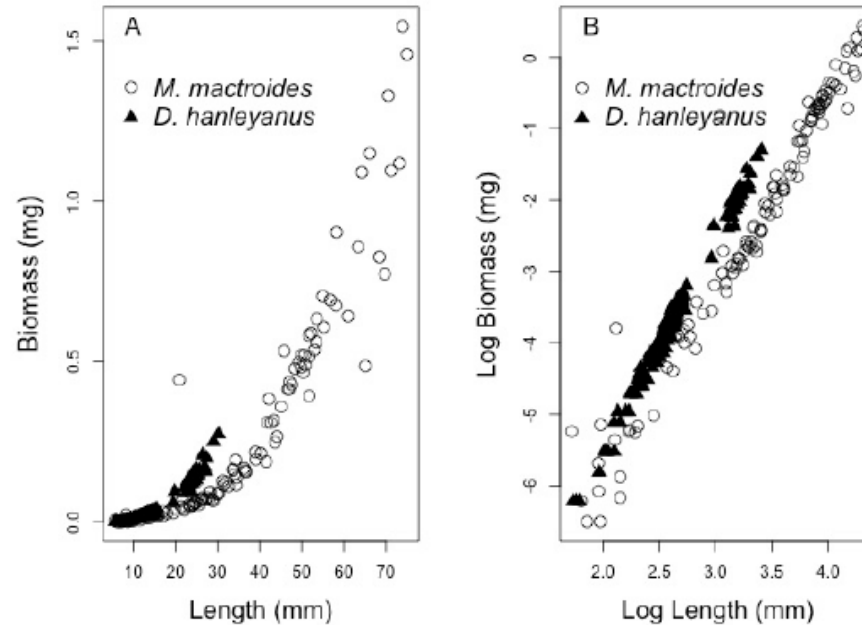 A
M. mactroides
D. hanleyanus
Biomass (mg)
0.0
0.5
1.0
1.5
10
20
30
40
50
60
70
Length (mm)
B
M. mactroides
D. hanleyanus
Log Biomass (mg)
0
-1
-2
-3
-4
-5
-6
2.0
2.5
3.0
3.5
4.0
Log Length (mm)